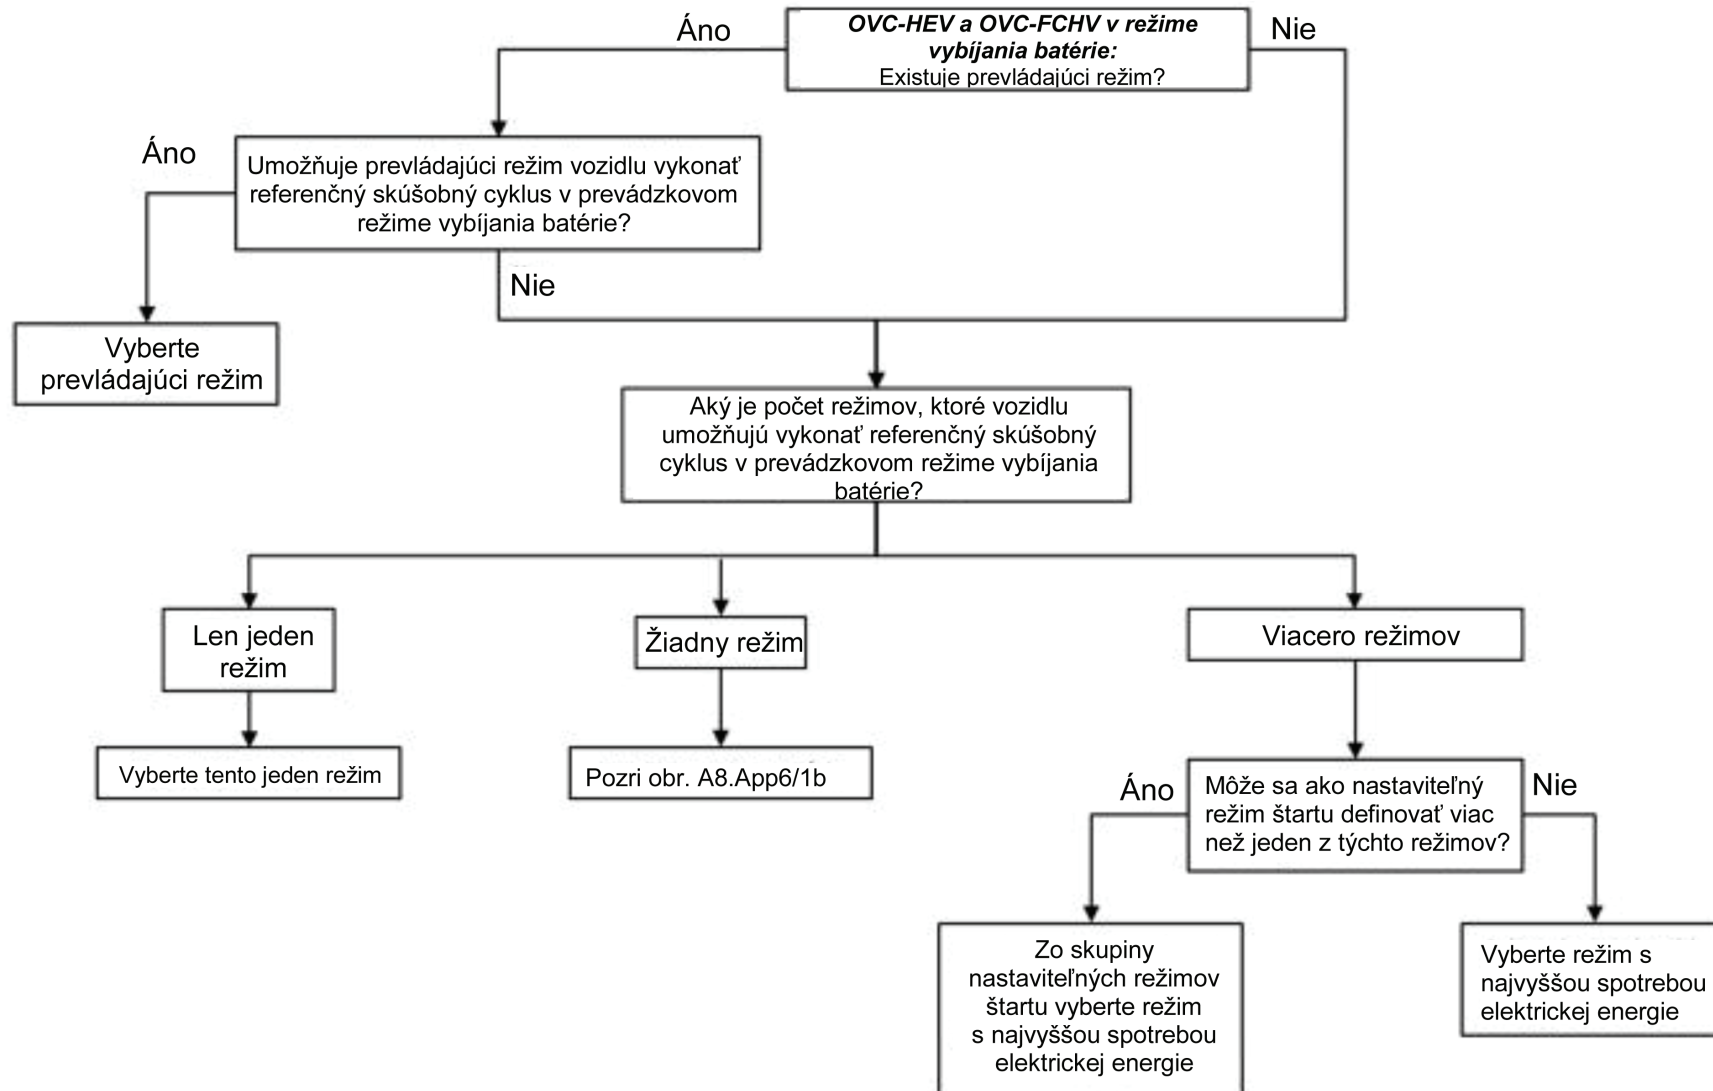 OVC-HEV a OVC-FCHV v režime
vybíjania batérie:
Existuje prevládajúci režim?
Áno
Nie
Áno
Umožňuje prevládajúci režim vozidlu vykonať
referenčný skúšobný cyklus v prevádzkovom
režime vybíjania batérie?
Nie
Vyberte
prevládajúci režim
Aký je počet režimov, ktoré vozidlu
umožňujú vykonať referenčný skúšobný
cyklus v prevádzkovom režime vybíjania
batérie?
Len jeden
režim
Žiadny režim
Viacero režimov
Vyberte tento jeden režim
Pozri obr. A8.App6/1b
Áno
Môže sa ako nastaviteľný
režim štartu definovať viac
než jeden z týchto režimov?
Nie
Zo skupiny
nastaviteľných režimov
štartu vyberte režim
s najvyššou spotrebou
elektrickej energie
Vyberte režim s
najvyššou spotrebou
elektrickej energie